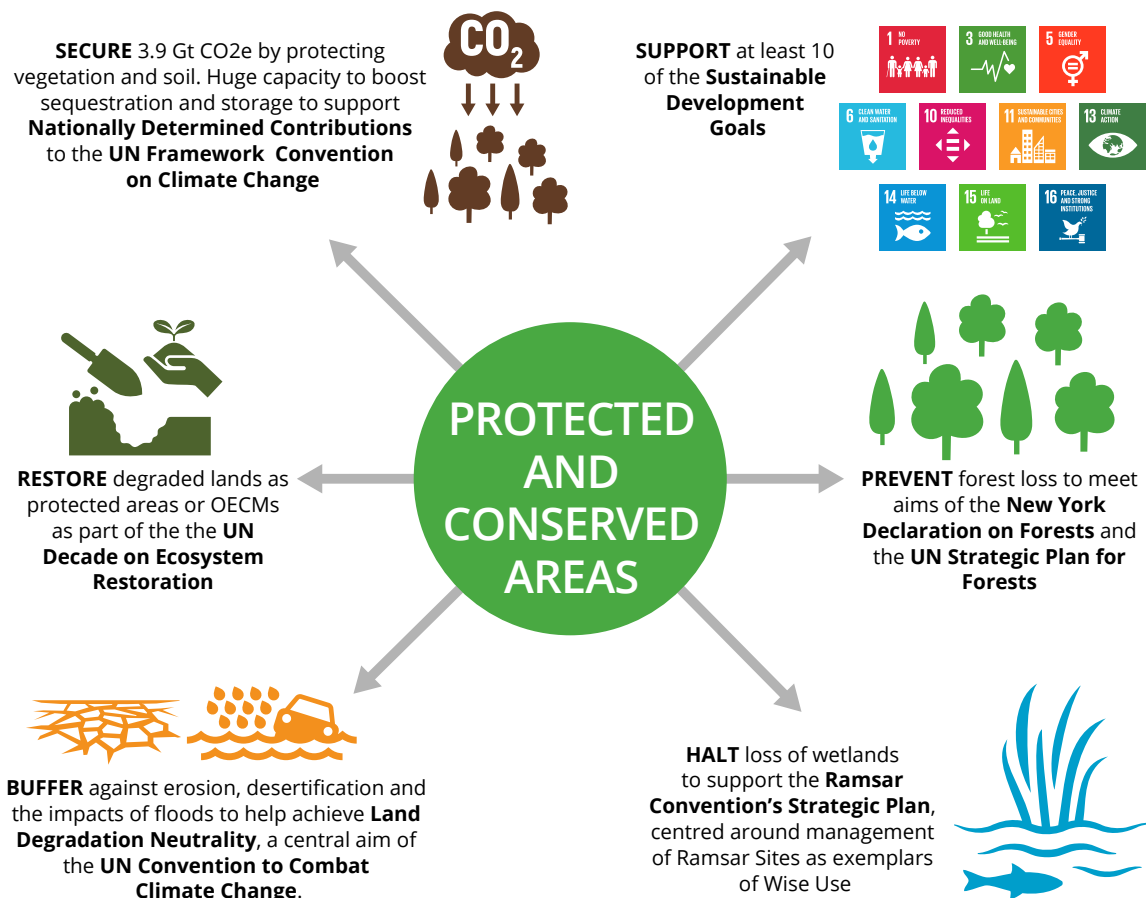 SECURE 3.9 Gt CO2e by protecting
vegetation and soil. Huge capacity to boost
sequestration and storage to support
Nationally Determined Contributions
to the UN Framework Convention
on Climate Change
CO2
SUPPORT at least 10
of the Sustainable
Development
Goals
1 NO
POVERTY
3 GOOD HEALTH
AND WELL-BEING
5 GENDER
EQUALITY
6 CLEAN WATER
AND SANITATION
10 REDUCED
INEQUALITIES
11 SUSTAINABLE CITIES
AND COMMUNITIES
13 CLIMATE
ACTION
14 LIFE BELOW
WATER
15 LIFE
ON LAND
16 PEACE, JUSTICE
AND STRONG
INSTITUTIONS
PROTECTED
AND
CONSERVED
AREAS
RESTORE degraded lands as
protected areas or OECMs
as part of the the UN
Decade on Ecosystem
Restoration
PREVENT forest loss to meet
aims of the New York
Declaration on Forests and
the UN Strategic Plan for
Forests
BUFFER against erosion, desertification and
the impacts of floods to help achieve Land
Degradation Neutrality, a central aim of
the UN Convention to Combat
Climate Change.
HALT loss of wetlands
to support the Ramsar
Convention's Strategic Plan,
centred around management
of Ramsar Sites as exemplars
of Wise Use